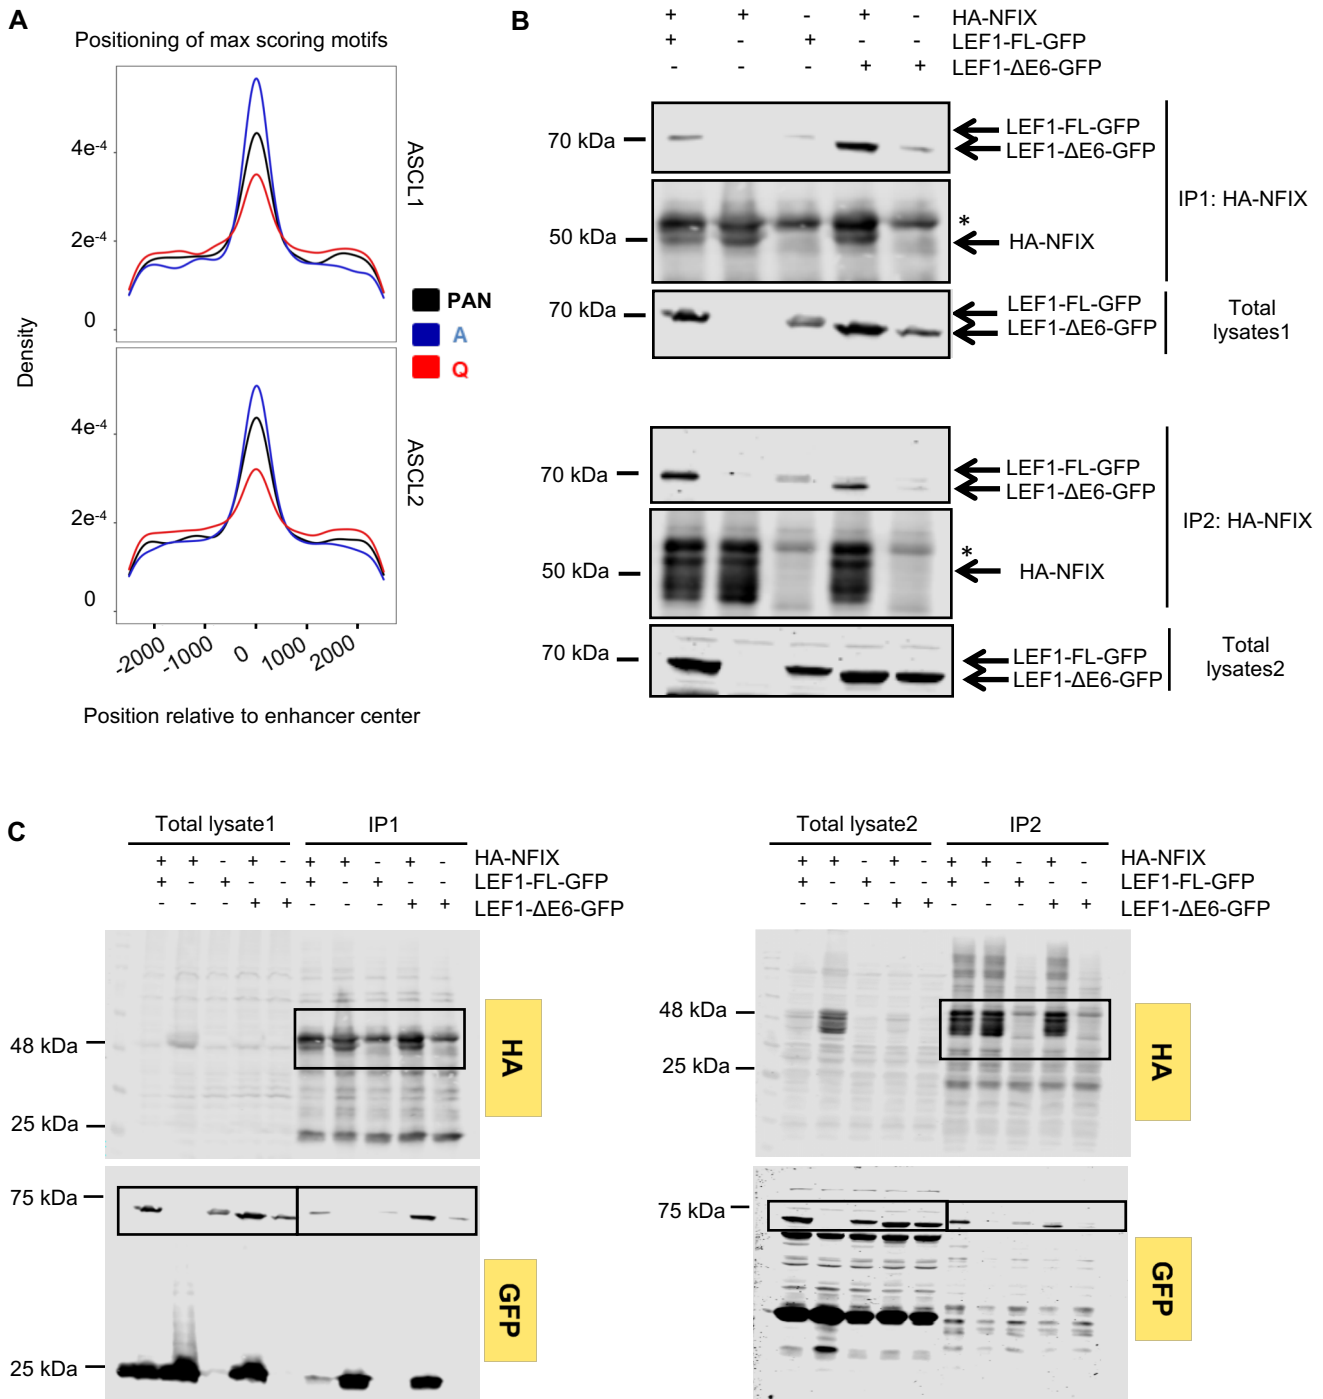 A
Positioning of max scoring motifs
4e-4
2e-4
0
ASCL1
4e-4
2e-4
0
ASCL2
Density
-2000
-1000
0
1000
2000
Position relative to enhancer center
PAN
A
Q
B
+ + - + - HA-NFIX
+ - + - - LEF1-FL-GFP
- - - + + LEF1-ΔE6-GFP
70 kDa
LEF1-FL-GFP
LEF1-ΔE6-GFP
50 kDa
*
HA-NFIX
IP1: HA-NFIX
70 kDa
LEF1-FL-GFP
LEF1-ΔE6-GFP
Total
lysates1
70 kDa
LEF1-FL-GFP
LEF1-ΔE6-GFP
50 kDa
*
HA-NFIX
IP2: HA-NFIX
70 kDa
LEF1-FL-GFP
LEF1-ΔE6-GFP
Total
lysates2
C
Total lysate1 IP1
+ + - + - + + - + - HA-NFIX
+ - + - - + - + - - LEF1-FL-GFP
- - - + + - - - + + LEF1-ΔE6-GFP
48 kDa
25 kDa
HA
75 kDa
25 kDa
GFP
Total lysate2 IP2
+ + - + - + + - + - HA-NFIX
+ - + - - + - + - - LEF1-FL-GFP
- - - + + - - - + + LEF1-ΔE6-GFP
48 kDa
25 kDa
HA
75 kDa
GFP